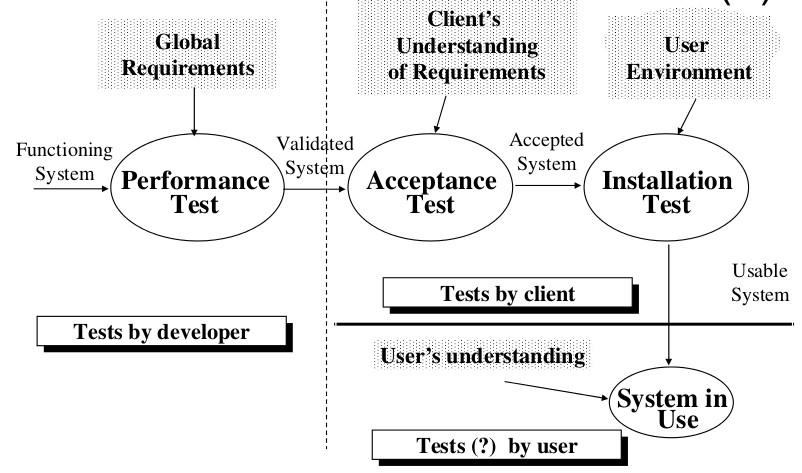 Global
Requirements
Client's
Understanding
of Requirements
User
Environment
Functioning
System
Performance
Test
Validated
System
Acceptance
Test
Accepted
System
Installation
Test
Usable
System
Tests by client
Tests by developer
User's understanding
System in
Use
Tests (?) by user